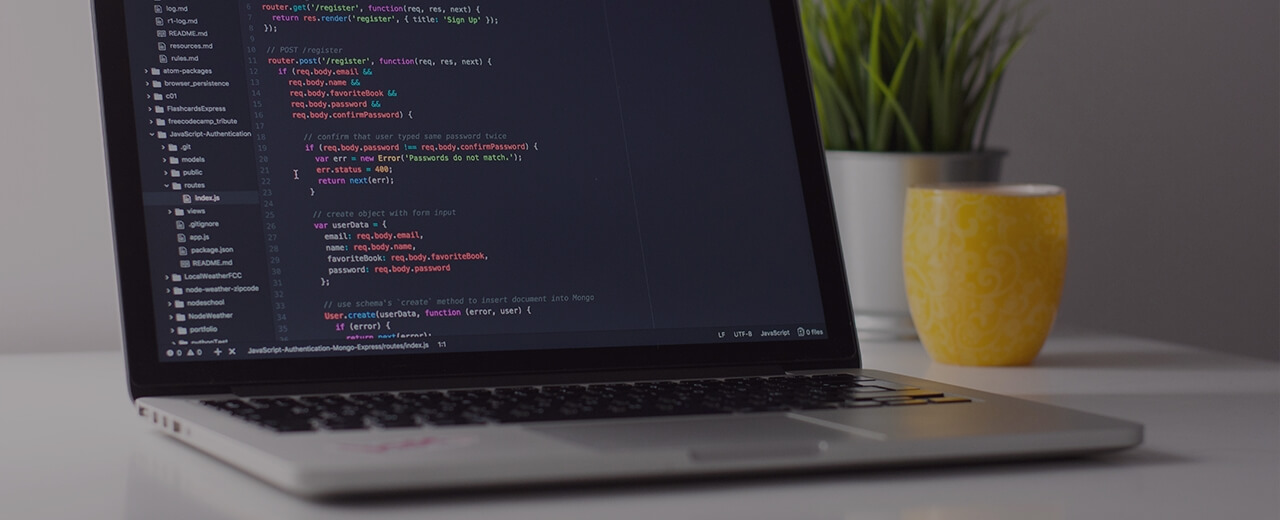 log.md
r1-log.md
README.md
resources.md
rules.md
atom-packages
browser_persistence
c01
FlashcardsExpress
freecodecamp_tribute
JavaScript-Authentication
.git
models
public
routes
index.js
views
.gitignore
app.js
package.json
README.md
LocalWeatherFCC
node-weather-zipcode
nodeschool
NodeWeather
portfolio
pythonTest
6 router.get('/register', function(req, res, next) {
7 return res.render('register', { title: 'Sign Up' });
8 });
9
10 // POST /register
11 router.post('/register', function(req, res, next) {
12 if (req.body.email &&
13 req.body.name &&
14 req.body.favoriteBook &&
15 req.body.password &&
16 req.body.confirmPassword) {
17
18 // confirm that user typed same password twice
19 if (req.body.password !== req.body.confirmPassword) {
20 var err = new Error('Passwords do not match.');
21 err.status = 400;
22 return next(err);
23 }
24
25 // create object with form input
26 var userData = {
27 email: req.body.email,
28 name: req.body.name,
29 favoriteBook: req.body.favoriteBook,
30 password: req.body.password
31 };
32
33 // use schema's `create` method to insert document into Mongo
34 User.create(userData, function (error, user) {
35 if (error) {
return next(error);
0 0 JavaScript-Authentication-Mongo-Express/routes/index.js 1:1 LF UTF-8 JavaScript 0 files